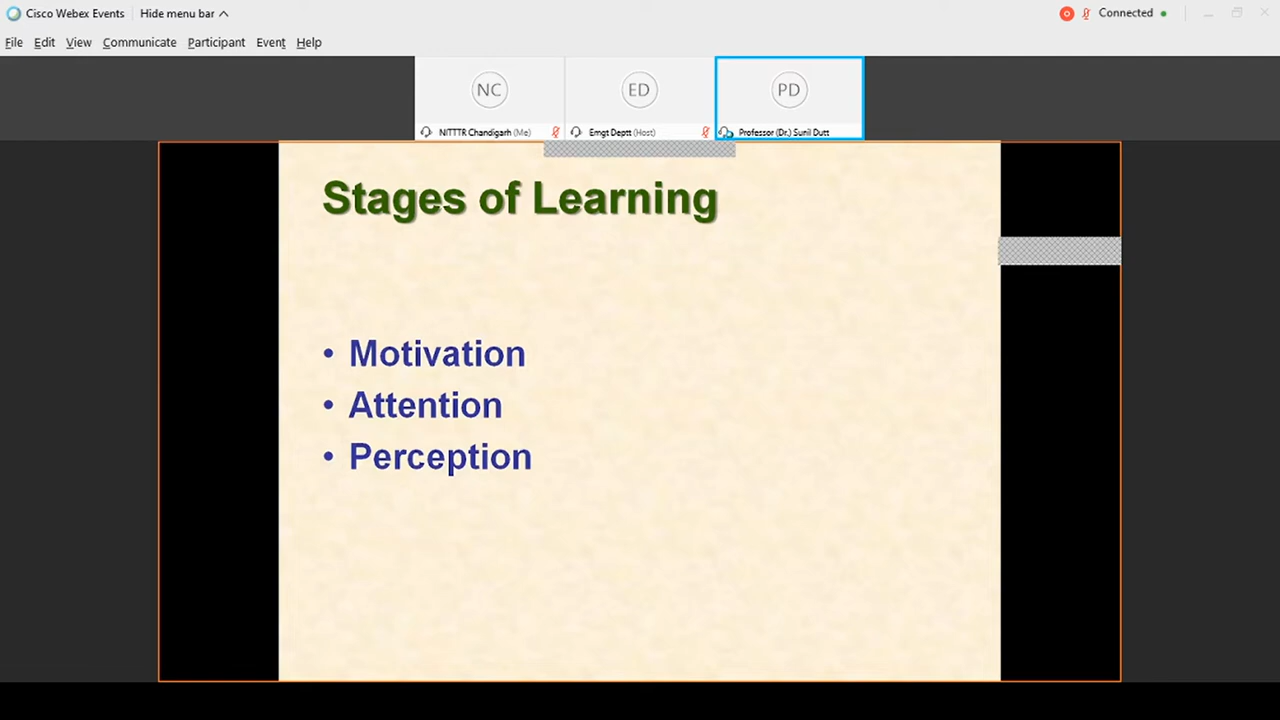 Cisco Webex Events Hide menu bar Connected
File Edit View Communicate Participant Event Help
NC ED PD
NITTTR Chandigarh (Me) Emgt Deptt (Host) Professor (Dr.) Sunil Dutt
Stages of Learning
• Motivation
• Attention
• Perception